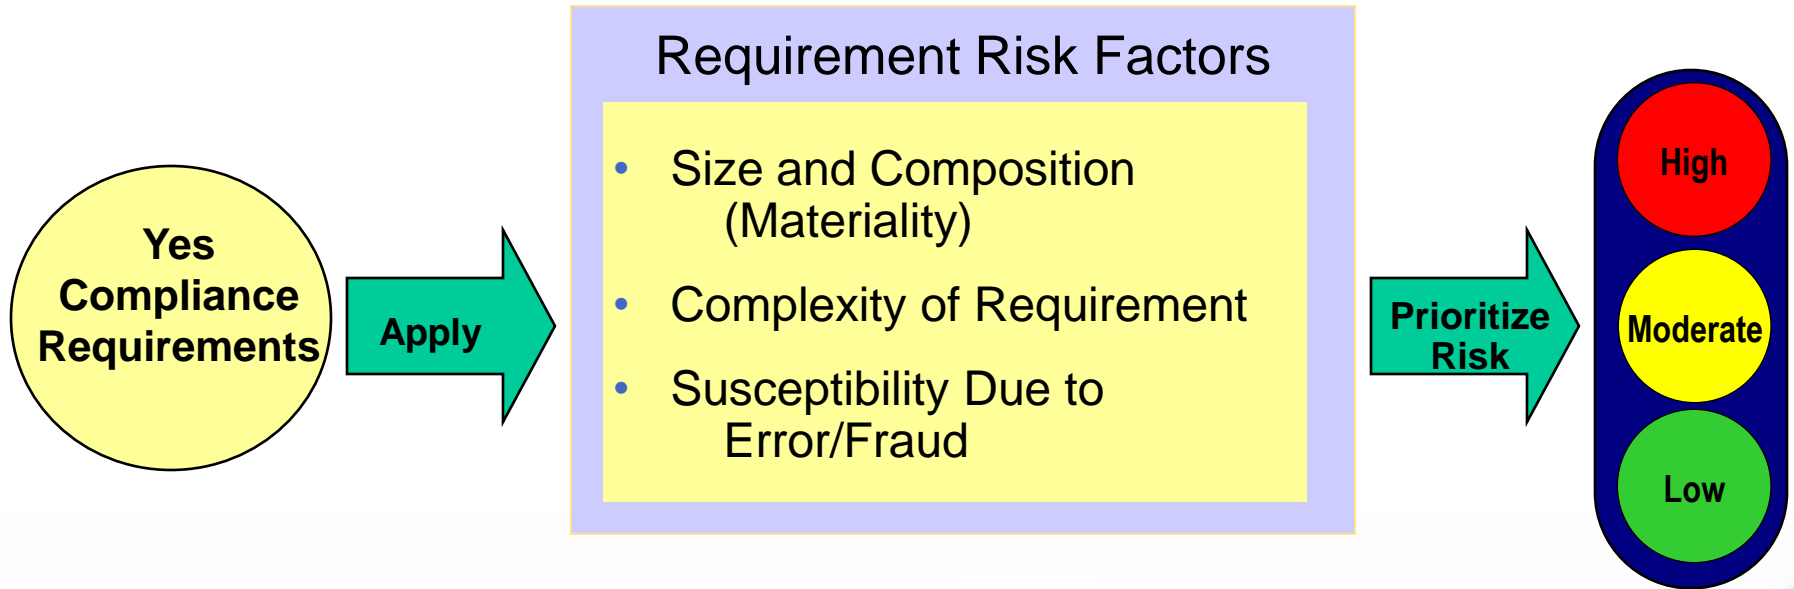 Yes
Compliance
Requirements
Apply
Requirement Risk Factors
• Size and Composition
(Materiality)
• Complexity of Requirement
• Susceptibility Due to
Error/Fraud
Prioritize
Risk
High
Moderate
Low